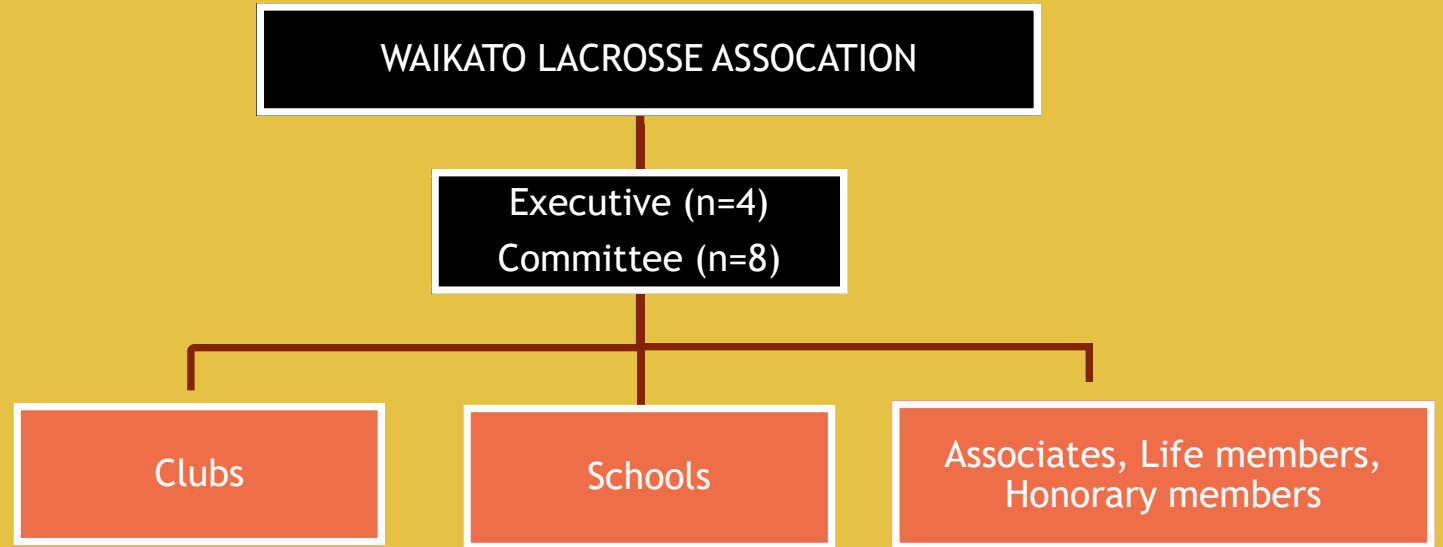 WAIKATO LACROSSE ASSOCATION
Executive (n=4)
Committee (n=8)
Clubs
Schools
Associates, Life members,
Honorary members